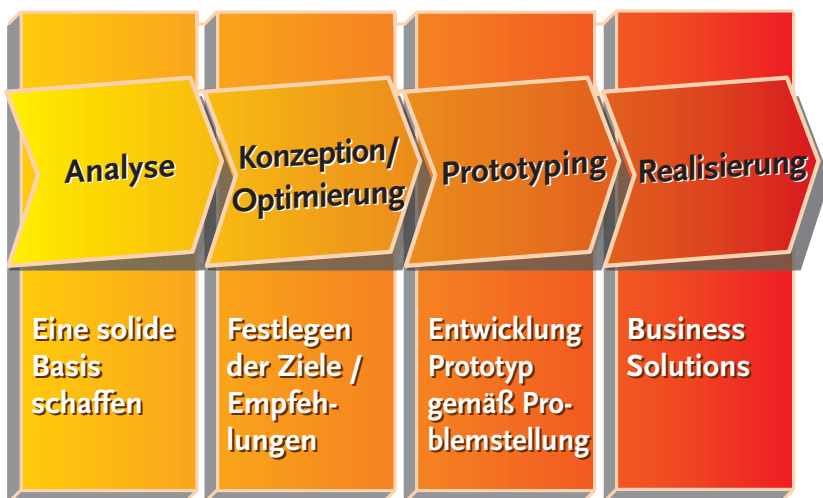 Analyse
Konzeption/
Optimierung
Prototyping
Realisierung
Eine solide
Basis
schaffen
Festlegen
der Ziele /
Empfeh-
lungen
Entwicklung
Prototyp
gemäß Pro-
blemstellung
Business
Solutions